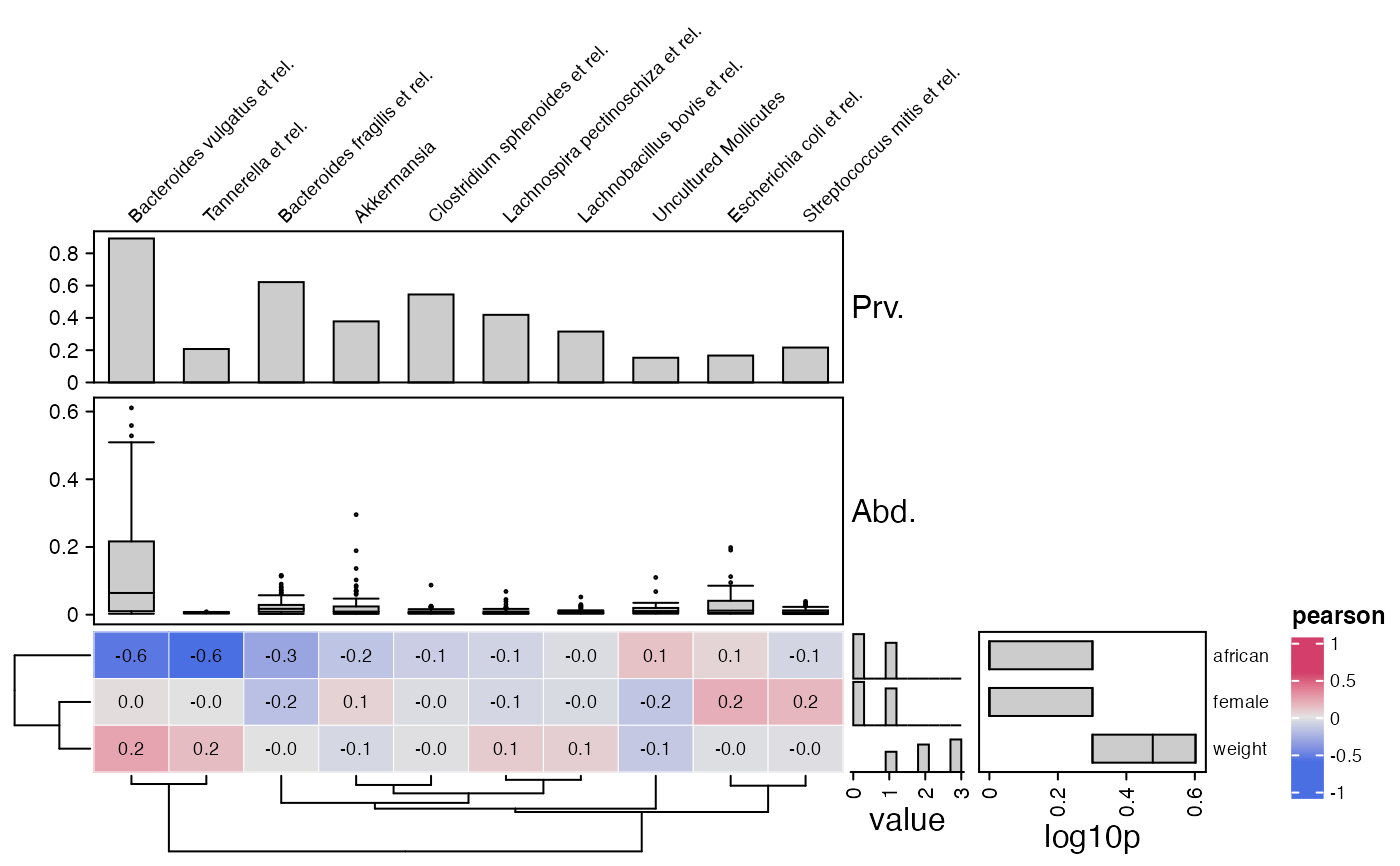 Bacteroides vulgatus et rel.
Tannerella et rel.
Bacteroides fragilis et rel.
Akkermansia
Clostridium sphenoides et rel.
Lachnospira pectinoschiza et rel.
Lachnobacillus bovis et rel.
Uncultured Mollicutes
Escherichia coli et rel.
Streptococcus mitis et rel.
0.8
0.6
0.4
0.2
0
Prv.
0.6
0.4
0.2
0
Abd.
-0.6 -0.6 -0.3 -0.2 -0.1 -0.1 -0.0 0.1 0.1 -0.1
african
0.0 -0.0 -0.2 0.1 -0.0 -0.1 -0.0 -0.2 0.2 0.2
female
0.2 0.2 -0.0 -0.1 -0.0 0.1 0.1 -0.1 -0.0 -0.0
weight
0 1 2 3
value
0 0.2 0.4 0.6
log10p
pearson
1
0.5
0
-0.5
-1